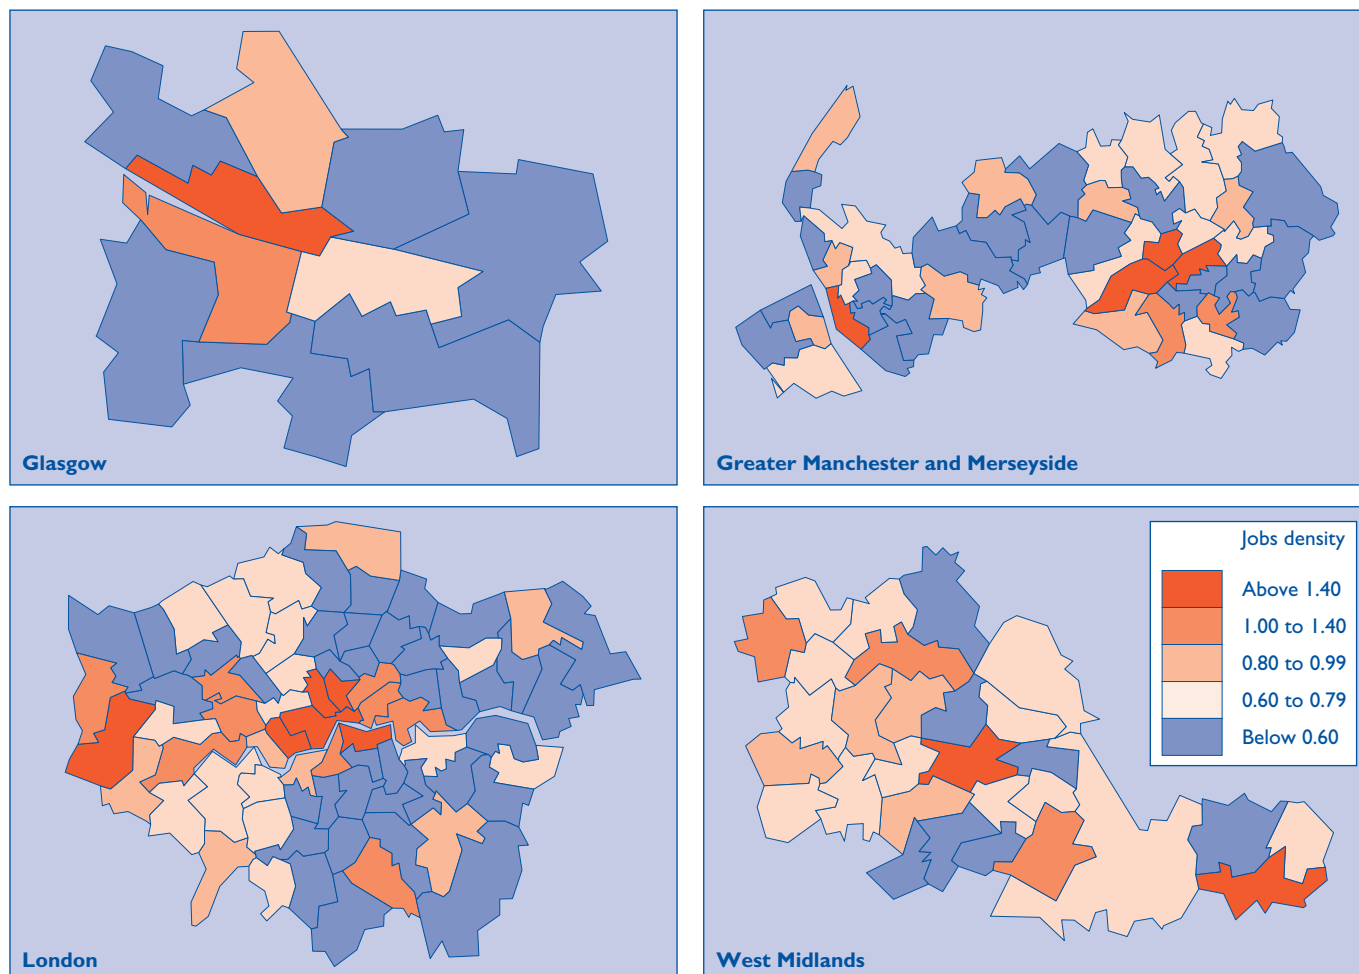 Glasgow
Greater Manchester and Merseyside
London
West Midlands
Jobs density
Above 1.40
1.00 to 1.40
0.80 to 0.99
0.60 to 0.79
Below 0.60